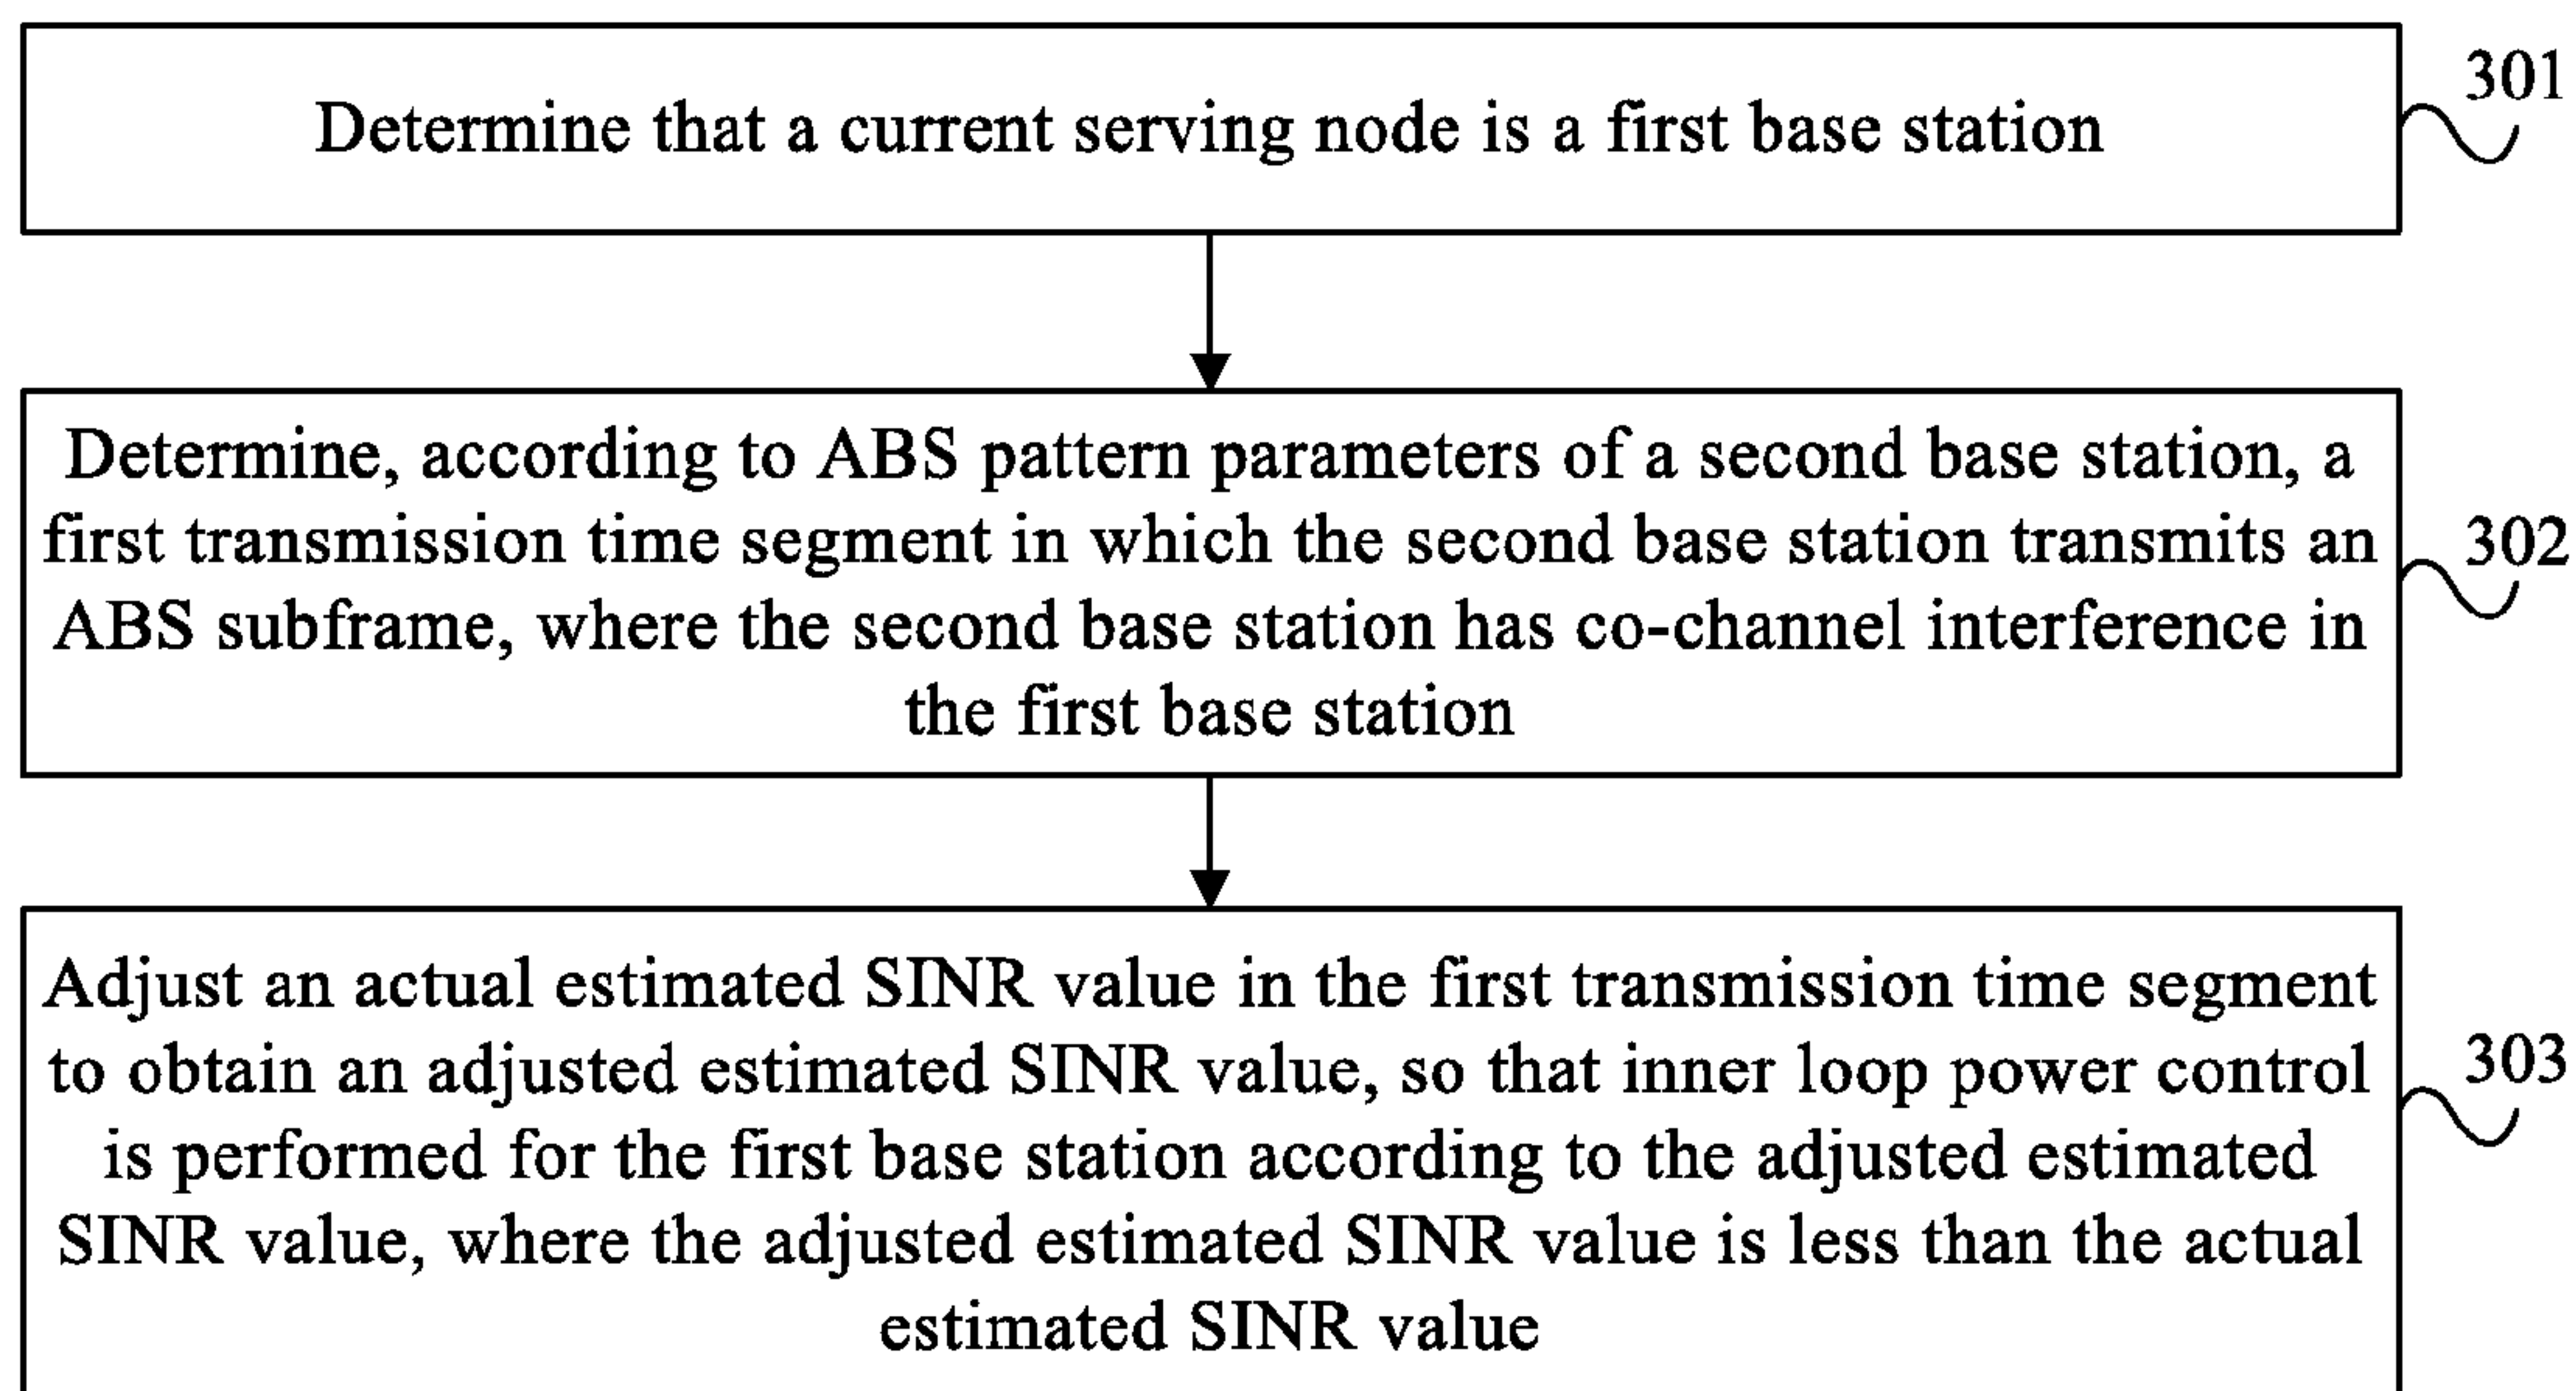 Determine that a current serving node is a first base station
301
Determine, according to ABS pattern parameters of a second base station, a
first transmission time segment in which the second base station transmits an
ABS subframe, where the second base station has co-channel interference in
the first base station
302
Adjust an actual estimated SINR value in the first transmission time segment
to obtain an adjusted estimated SINR value, so that inner loop power control
is performed for the first base station according to the adjusted estimated
SINR value, where the adjusted estimated SINR value is less than the actual
estimated SINR value
303